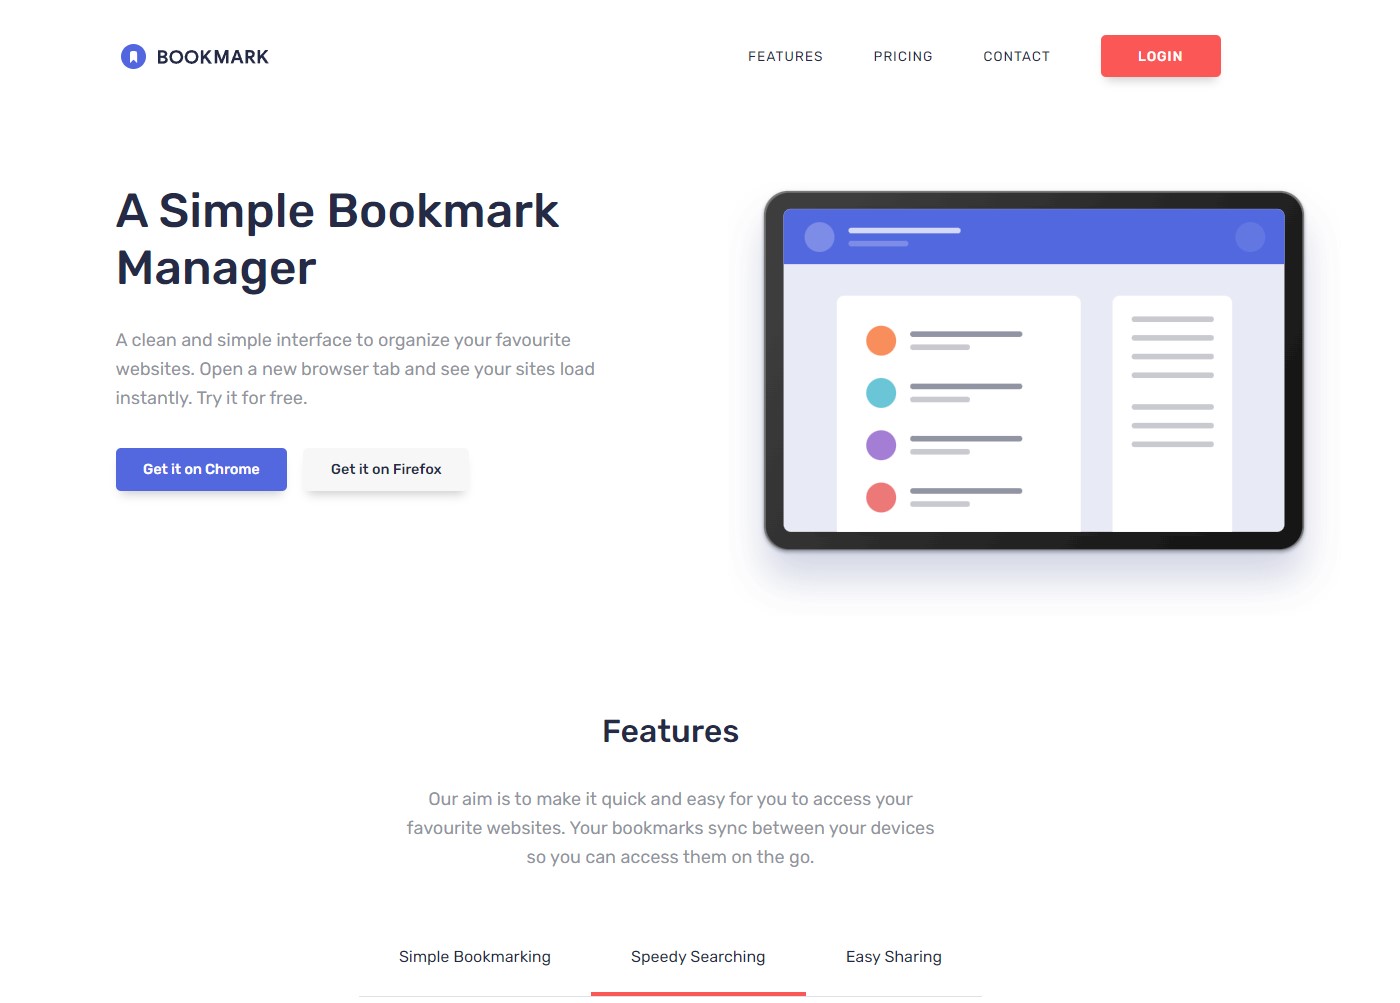 BOOKMARK
FEATURES
PRICING
CONTACT
LOGIN
A Simple Bookmark
Manager
A clean and simple interface to organize your favourite
websites. Open a new browser tab and see your sites load
instantly. Try it for free.
Get it on Chrome
Get it on Firefox
Features
Our aim is to make it quick and easy for you to access your
favourite websites. Your bookmarks sync between your devices
so you can access them on the go.
Simple Bookmarking
Speedy Searching
Easy Sharing